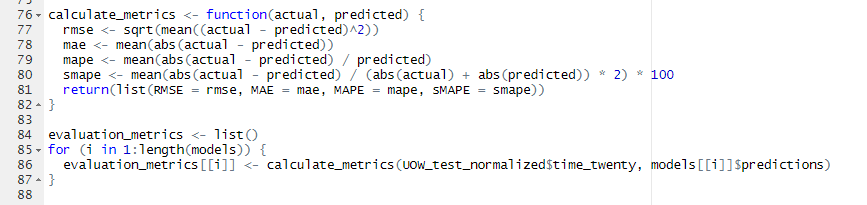 76 calculate_metrics <- function(actual, predicted) {
77   rmse <- sqrt(mean((actual - predicted)^2))
78   mae <- mean(abs(actual - predicted))
79   mape <- mean(abs(actual - predicted) / predicted)
80   smape <- mean(abs(actual - predicted) / (abs(actual) + abs(predicted)) * 2) * 100
81   return(list(RMSE = rmse, MAE = mae, MAPE = mape, sMAPE = smape))
82 }
83
84 evaluation_metrics <- list()
85 for (i in 1:length(models)) {
86   evaluation_metrics[[i]] <- calculate_metrics(UOW_test_normalized$time_twenty, models[[i]]$predictions)
87 }
88